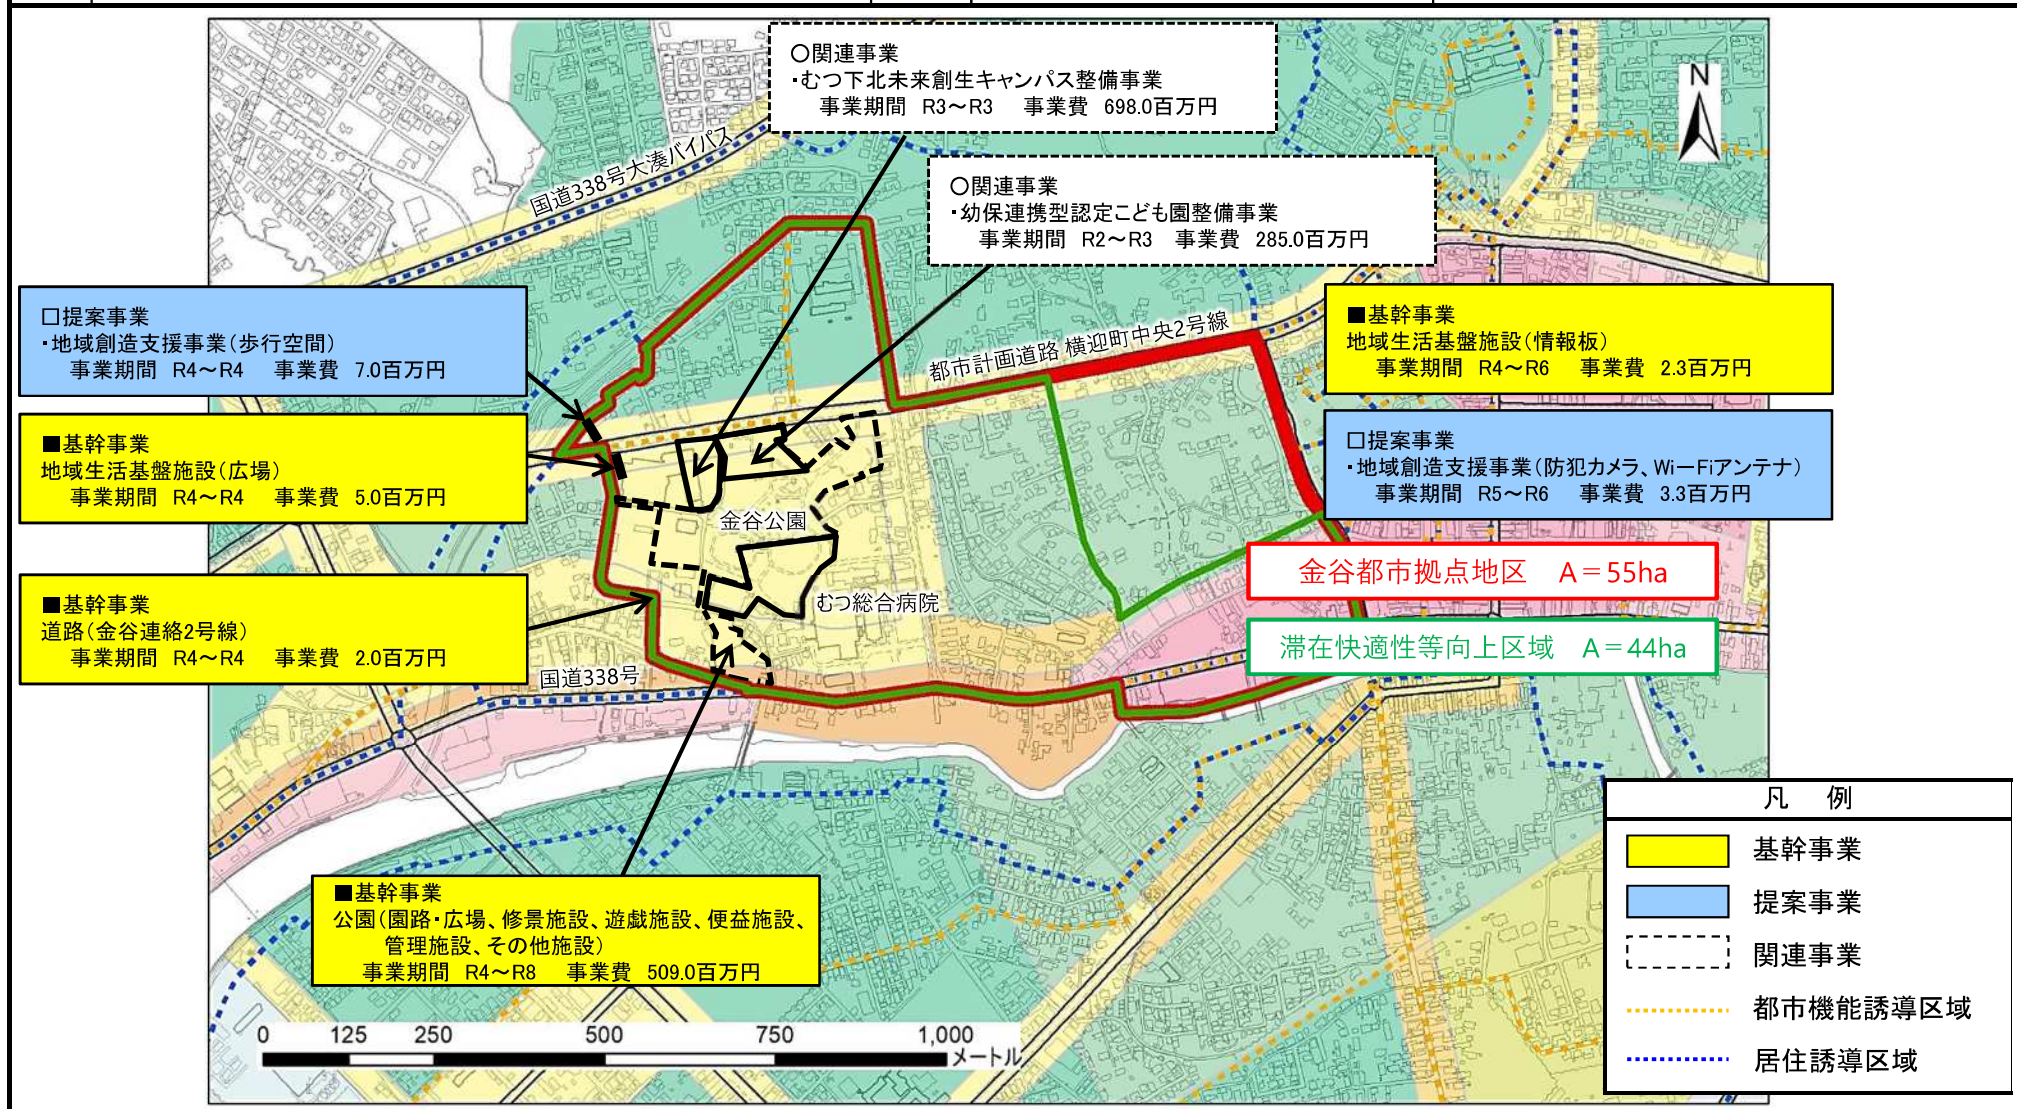 ○関連事業
・むつ下北未来創生キャンパス整備事業
事業期間 R3～R3 事業費 698.0百万円
○関連事業
・幼保連携型認定こども園整備事業
事業期間 R2～R3 事業費 285.0百万円
N
国道338号大湊バイパス
都市計画道路 横迎町中央2号線
□提案事業
・地域創造支援事業(歩行空間)
事業期間 R4～R4 事業費 7.0百万円
■基幹事業
地域生活基盤施設(情報板)
事業期間 R4～R6 事業費 2.3百万円
■基幹事業
地域生活基盤施設(広場)
事業期間 R4～R4 事業費 5.0百万円
□提案事業
・地域創造支援事業(防犯カメラ、Wi－Fiアンテナ)
事業期間 R5～R6 事業費 3.3百万円
金谷公園
金谷都市拠点地区 A＝55ha
■基幹事業
道路(金谷連絡2号線)
事業期間 R4～R4 事業費 2.0百万円
むつ総合病院
滞在快適性等向上区域 A＝44ha
国道338号
■基幹事業
公園(園路・広場、修景施設、遊戯施設、便益施設、
管理施設、その他施設)
事業期間 R4～R8 事業費 509.0百万円
凡 例
基幹事業
提案事業
関連事業
都市機能誘導区域
居住誘導区域
0 125 250 500 750 1,000
メートル